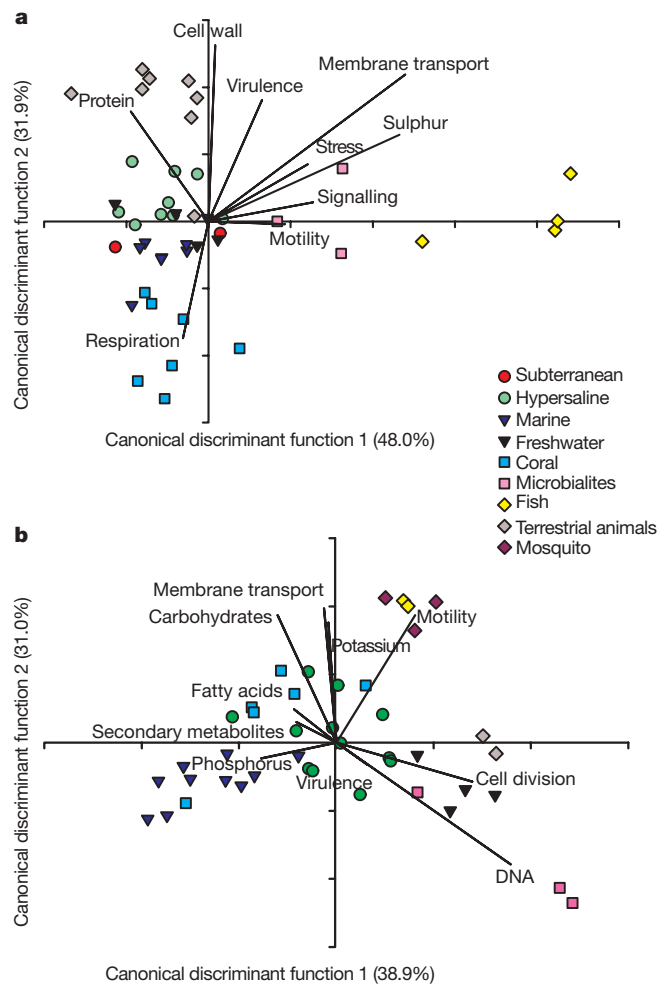 a
Cell wall
Membrane transport
Virulence
Protein
Sulphur
Stress
Signalling
Motility
Respiration
Canonical discriminant function 2 (31.9%)
Canonical discriminant function 1 (48.0%)
Subterranean
Hypersaline
Marine
Freshwater
Coral
Microbialites
Fish
Terrestrial animals
Mosquito
b
Membrane transport
Carbohydrates
Motility
Potassium
Fatty acids
Secondary metabolites
Phosphorus
Virulence
Cell division
DNA
Canonical discriminant function 2 (31.0%)
Canonical discriminant function 1 (38.9%)